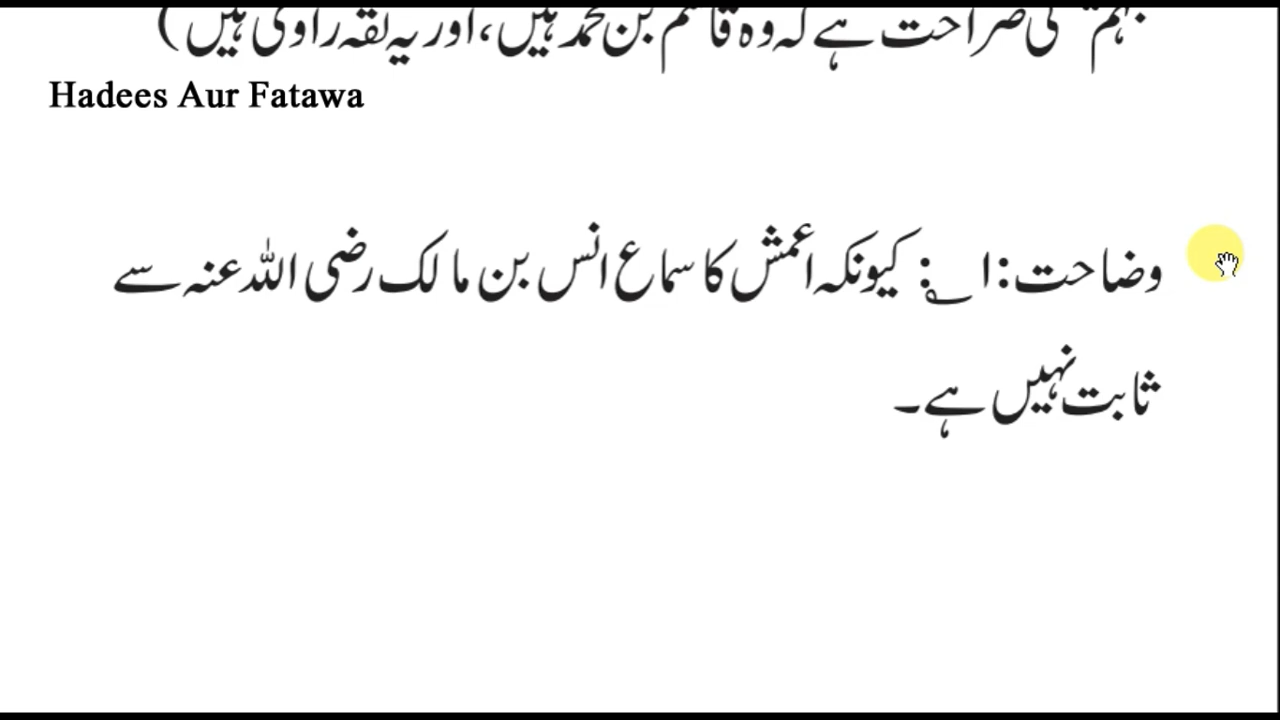 مبہم“ کی صراحت ہے کہ وہ قاسم بن محمد ہیں، اور یہ ثقہ راوی ہیں)
Hadees Aur Fatawa
وضاحت: ۱؎: کیونکہ اعمش کا سماع انس بن مالک رضی اللہ عنہ سے
ثابت نہیں ہے۔